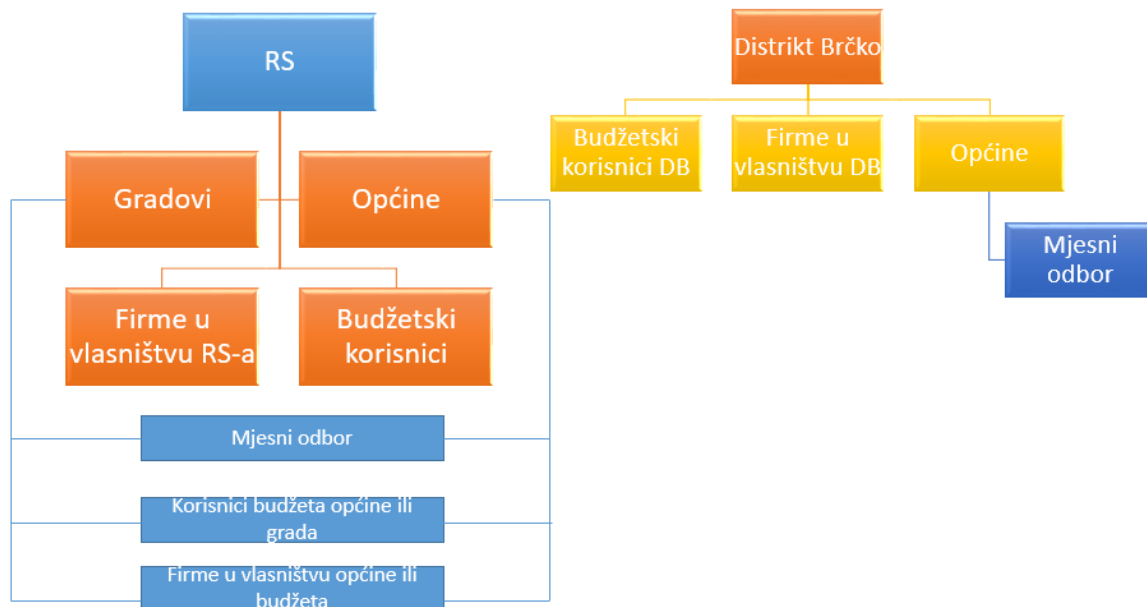 RS
Gradovi
Općine
Firme u
vlasništvu RS-a
Budžetski
korisnici
Mjesni odbor
Korisnici budžeta općine ili
grada
Firme u vlasništvu općine ili
budžeta
Distrikt Brčko
Budžetski
korisnici DB
Firme u
vlasništvu DB
Općine
Mjesni
odbor